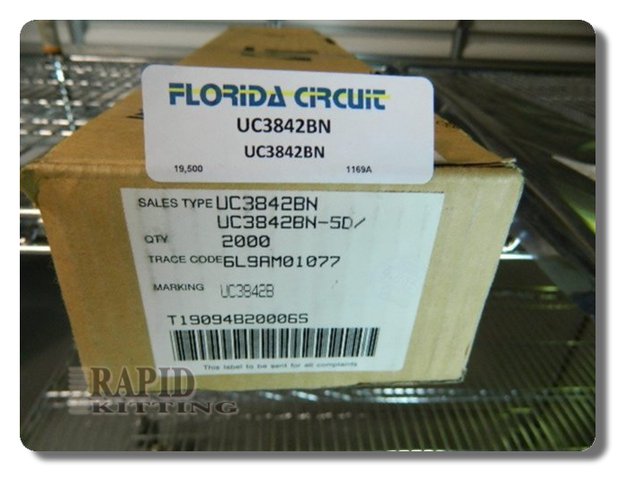 FLORIDA CIRCUIT
UC3842BN
UC3842BN
19,500 1169A
SALES TYPE UC3842BN
UC3842BN-5D/
QTY 2000
TRACE CODE 6L9AM01077
MARKING UC3842B
T19094B20006S
This label to be sent for all complaints
RAPID
KITTING